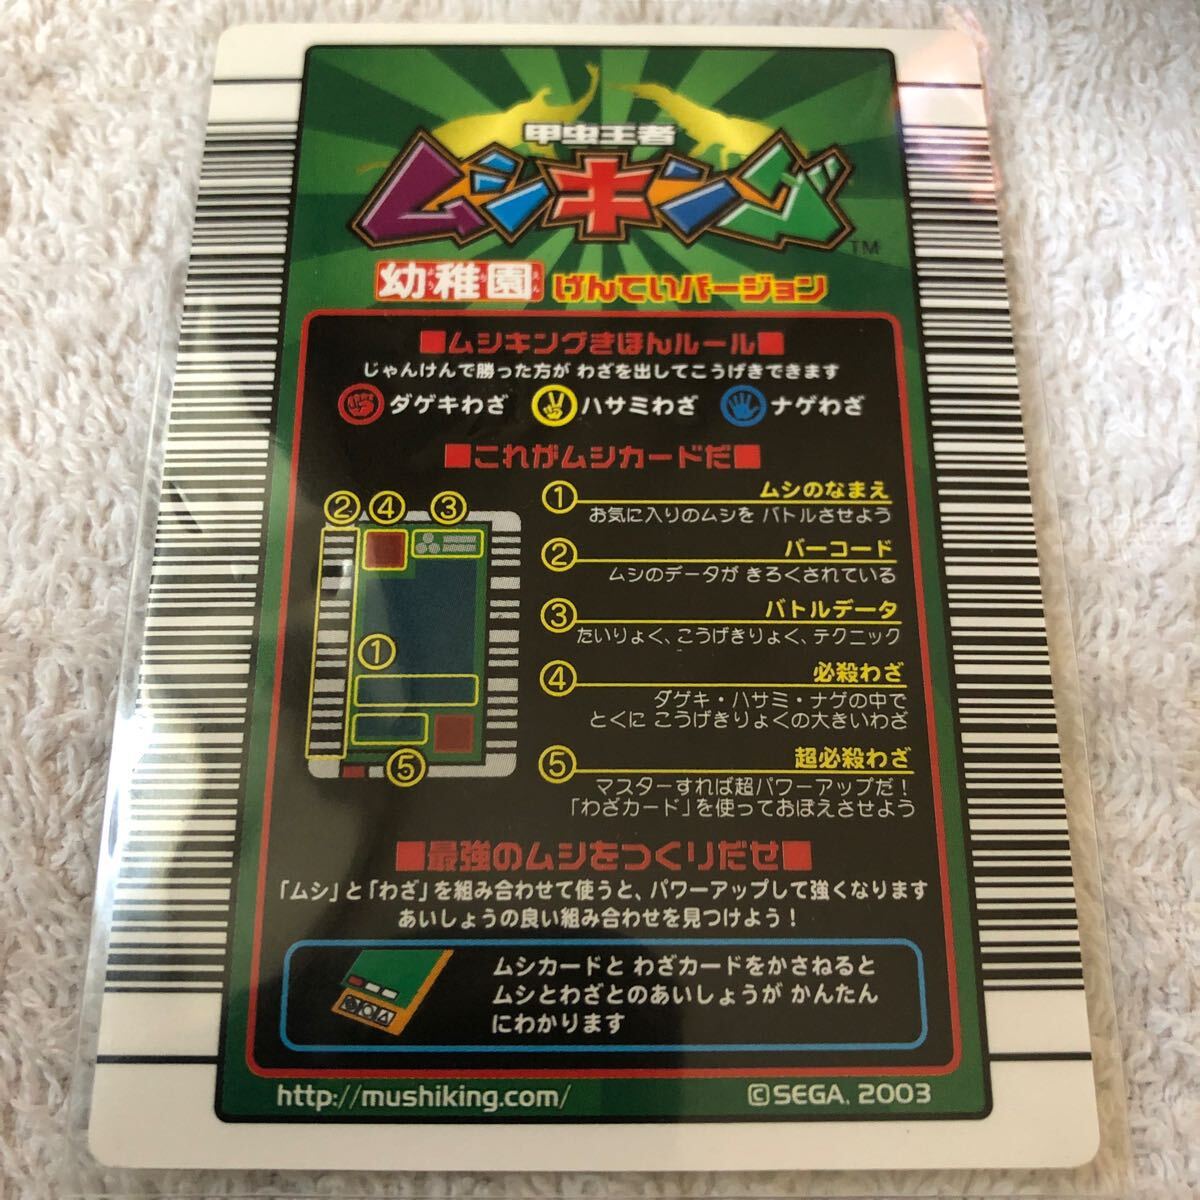 甲虫王者
ムシキング
TM
幼稚園 げんていバージョン
よう ち えん
■ムシキングきほんルール■
じゃんけんで勝った方が わざを出してこうげきできます
ダゲキわざ ハサミわざ ナゲわざ
■これがムシカードだ■
② ④ ③
①
⑤
① ムシのなまえ
お気に入りのムシを バトルさせよう
② バーコード
ムシのデータが きろくされている
③ バトルデータ
たいりょく、こうげきりょく、テクニック
④ 必殺わざ
ダゲキ・ハサミ・ナゲの中で
とくに こうげきりょくの大きいわざ
⑤ 超必殺わざ
マスターすれば超パワーアップだ！
「わざカード」を使っておぼえさせよう
■最強のムシをつくりだせ■
「ムシ」と「わざ」を組み合わせて使うと、パワーアップして強くなります
あいしょうの良い組み合わせを見つけよう！
ムシカードと わざカードをかさねると
ムシとわざとのあいしょうが かんたん
にわかります
http://mushiking.com/
©SEGA, 2003